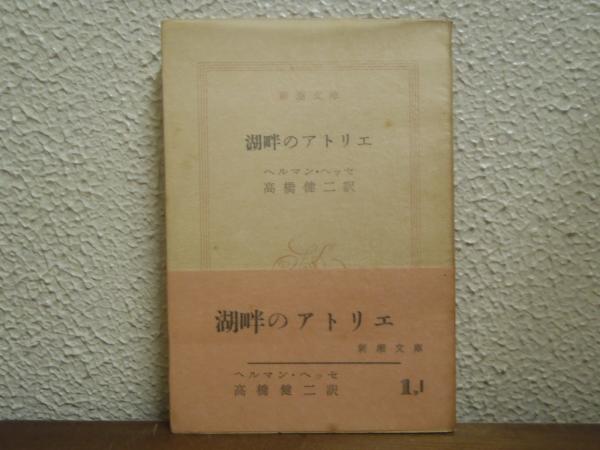 新潮文庫
湖畔のアトリエ
ヘルマン・ヘッセ
高橋健二訳
湖畔のアトリエ
新潮文庫
ヘルマン・ヘッセ
高橋健二訳